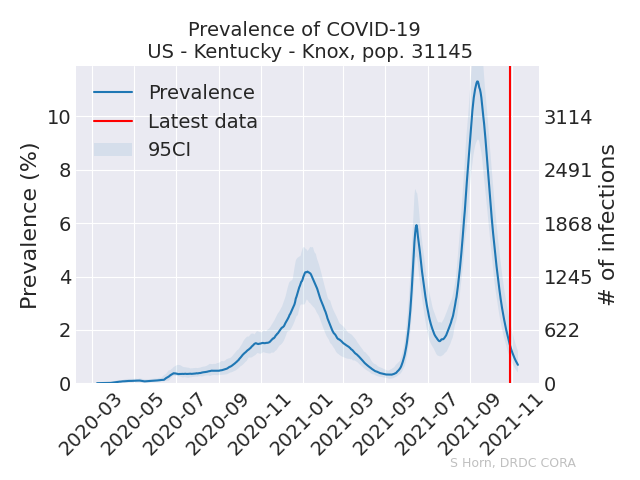 Prevalence of COVID-19
US - Kentucky - Knox, pop. 31145
Prevalence
Latest data
95CI
Prevalence (%)
10
8
6
4
2
0
3114
2491
1868
1245
622
0
# of infections
2020-03
2020-05
2020-07
2020-09
2020-11
2021-01
2021-03
2021-05
2021-07
2021-09
2021-11
S Horn, DRDC CORA